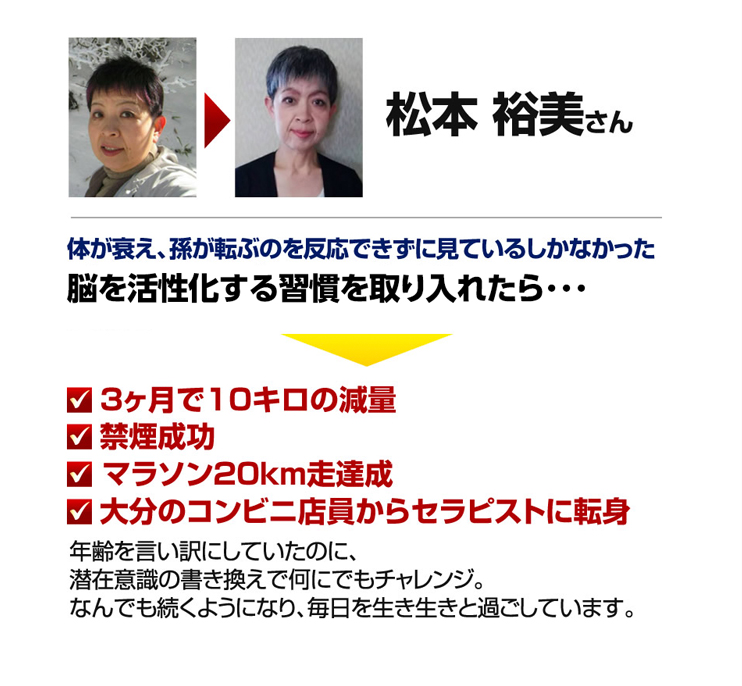 松本 裕美さん
体が衰え、孫が転ぶのを反応できずに見ているしかなかった
脳を活性化する習慣を取り入れたら・・・
3ヶ月で10キロの減量
禁煙成功
マラソン20km走達成
大分のコンビニ店員からセラピストに転身
年齢を言い訳にしていたのに、
潜在意識の書き換えで何にでもチャレンジ。
なんでも続くようになり、毎日を生き生きと過ごしています。